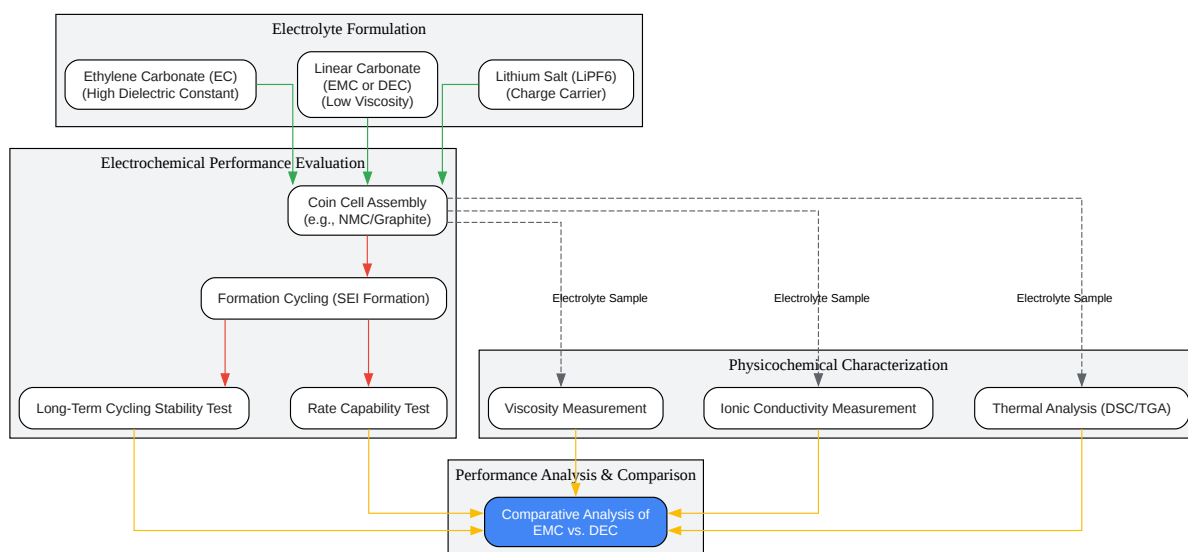 Electrolyte Formulation
Ethylene Carbonate (EC)
(High Dielectric Constant)
Linear Carbonate
(EMC or DEC)
(Low Viscosity)
Lithium Salt (LiPF6)
(Charge Carrier)
Electrochemical Performance Evaluation
Coin Cell Assembly
(e.g., NMC/Graphite)
Formation Cycling (SEI Formation)
Electrolyte Sample
Electrolyte Sample
Electrolyte Sample
Long-Term Cycling Stability Test
Rate Capability Test
Physicochemical Characterization
Viscosity Measurement
Ionic Conductivity Measurement
Thermal Analysis (DSC/TGA)
Performance Analysis & Comparison
Comparative Analysis of
EMC vs. DEC